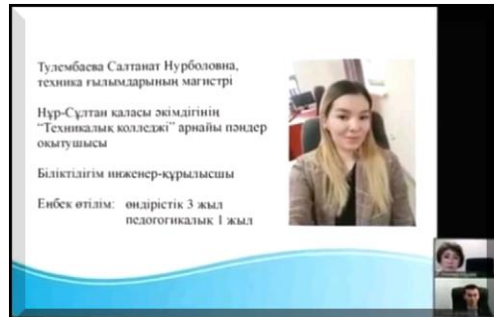 Тулембаева Салтанат Нурболовна,
техника ғылымдарының магистрі
Нұр-Сұлтан қаласы әкімдігінің
"Техникалық колледжі" арнайы пәндер
оқытушысы
Біліктілігім инженер-құрылысшы
Еңбек өтілім: өндірістік 3 жыл
педогогикалық 1 жыл